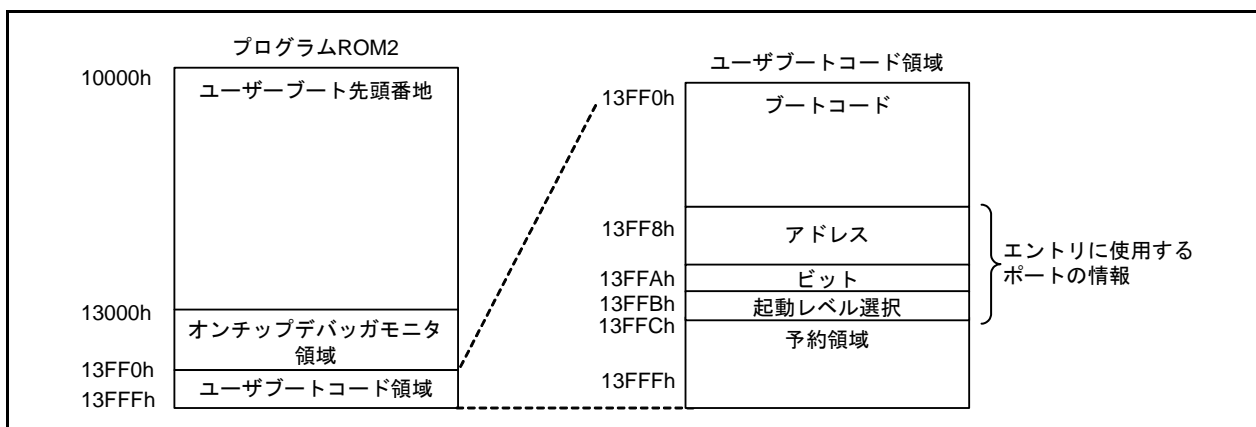 プログラムROM2
10000h
ユーザーブート先頭番地
13000h
オンチップデバッガモニタ
領域
13FF0h
ユーザブートコード領域
13FFFh
ユーザブートコード領域
13FF0h
ブートコード
13FF8h
アドレス
13FFAh
ビット
13FFBh
起動レベル選択
13FFCh
予約領域
13FFFh
エントリに使用する
ポートの情報